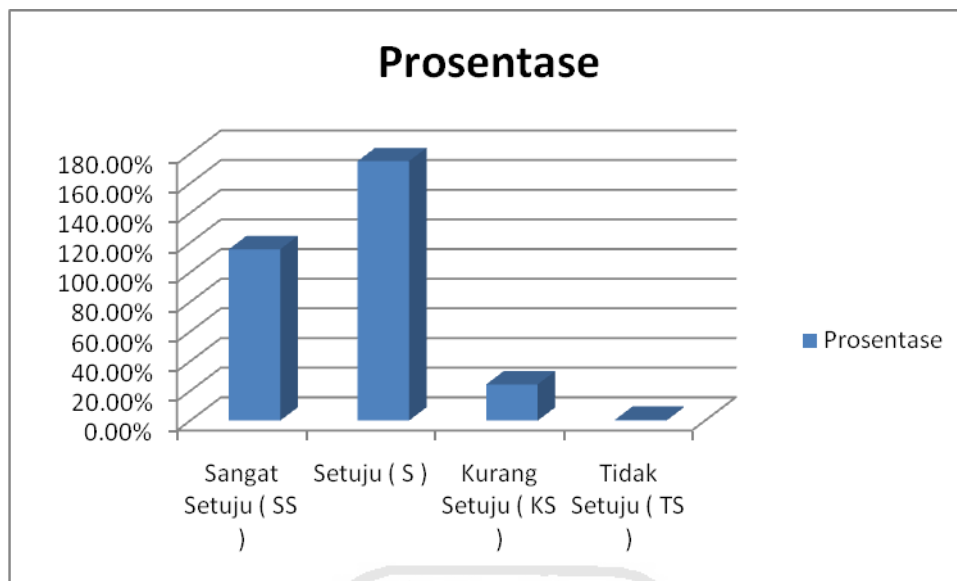 Prosentase
180.00%
160.00%
140.00%
120.00%
100.00%
80.00%
60.00%
40.00%
20.00%
0.00%
Sangat
Setuju ( SS
)
Setuju ( S )
Kurang
Setuju ( KS
)
Tidak
Setuju ( TS
)
Prosentase